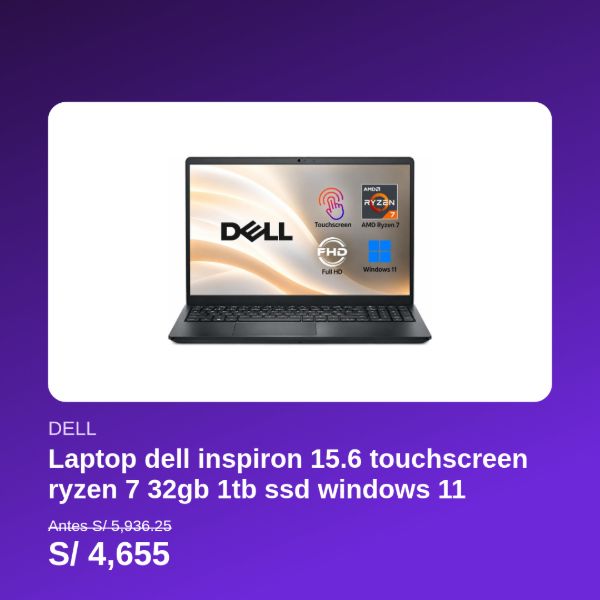 DELL
Touchscreen
AMD
RYZEN
7
AMD Ryzen 7
FHD
Full HD
Windows 11
DELL
Laptop dell inspiron 15.6 touchscreen
ryzen 7 32gb 1tb ssd windows 11
Antes S/ 5,936.25
S/ 4,655